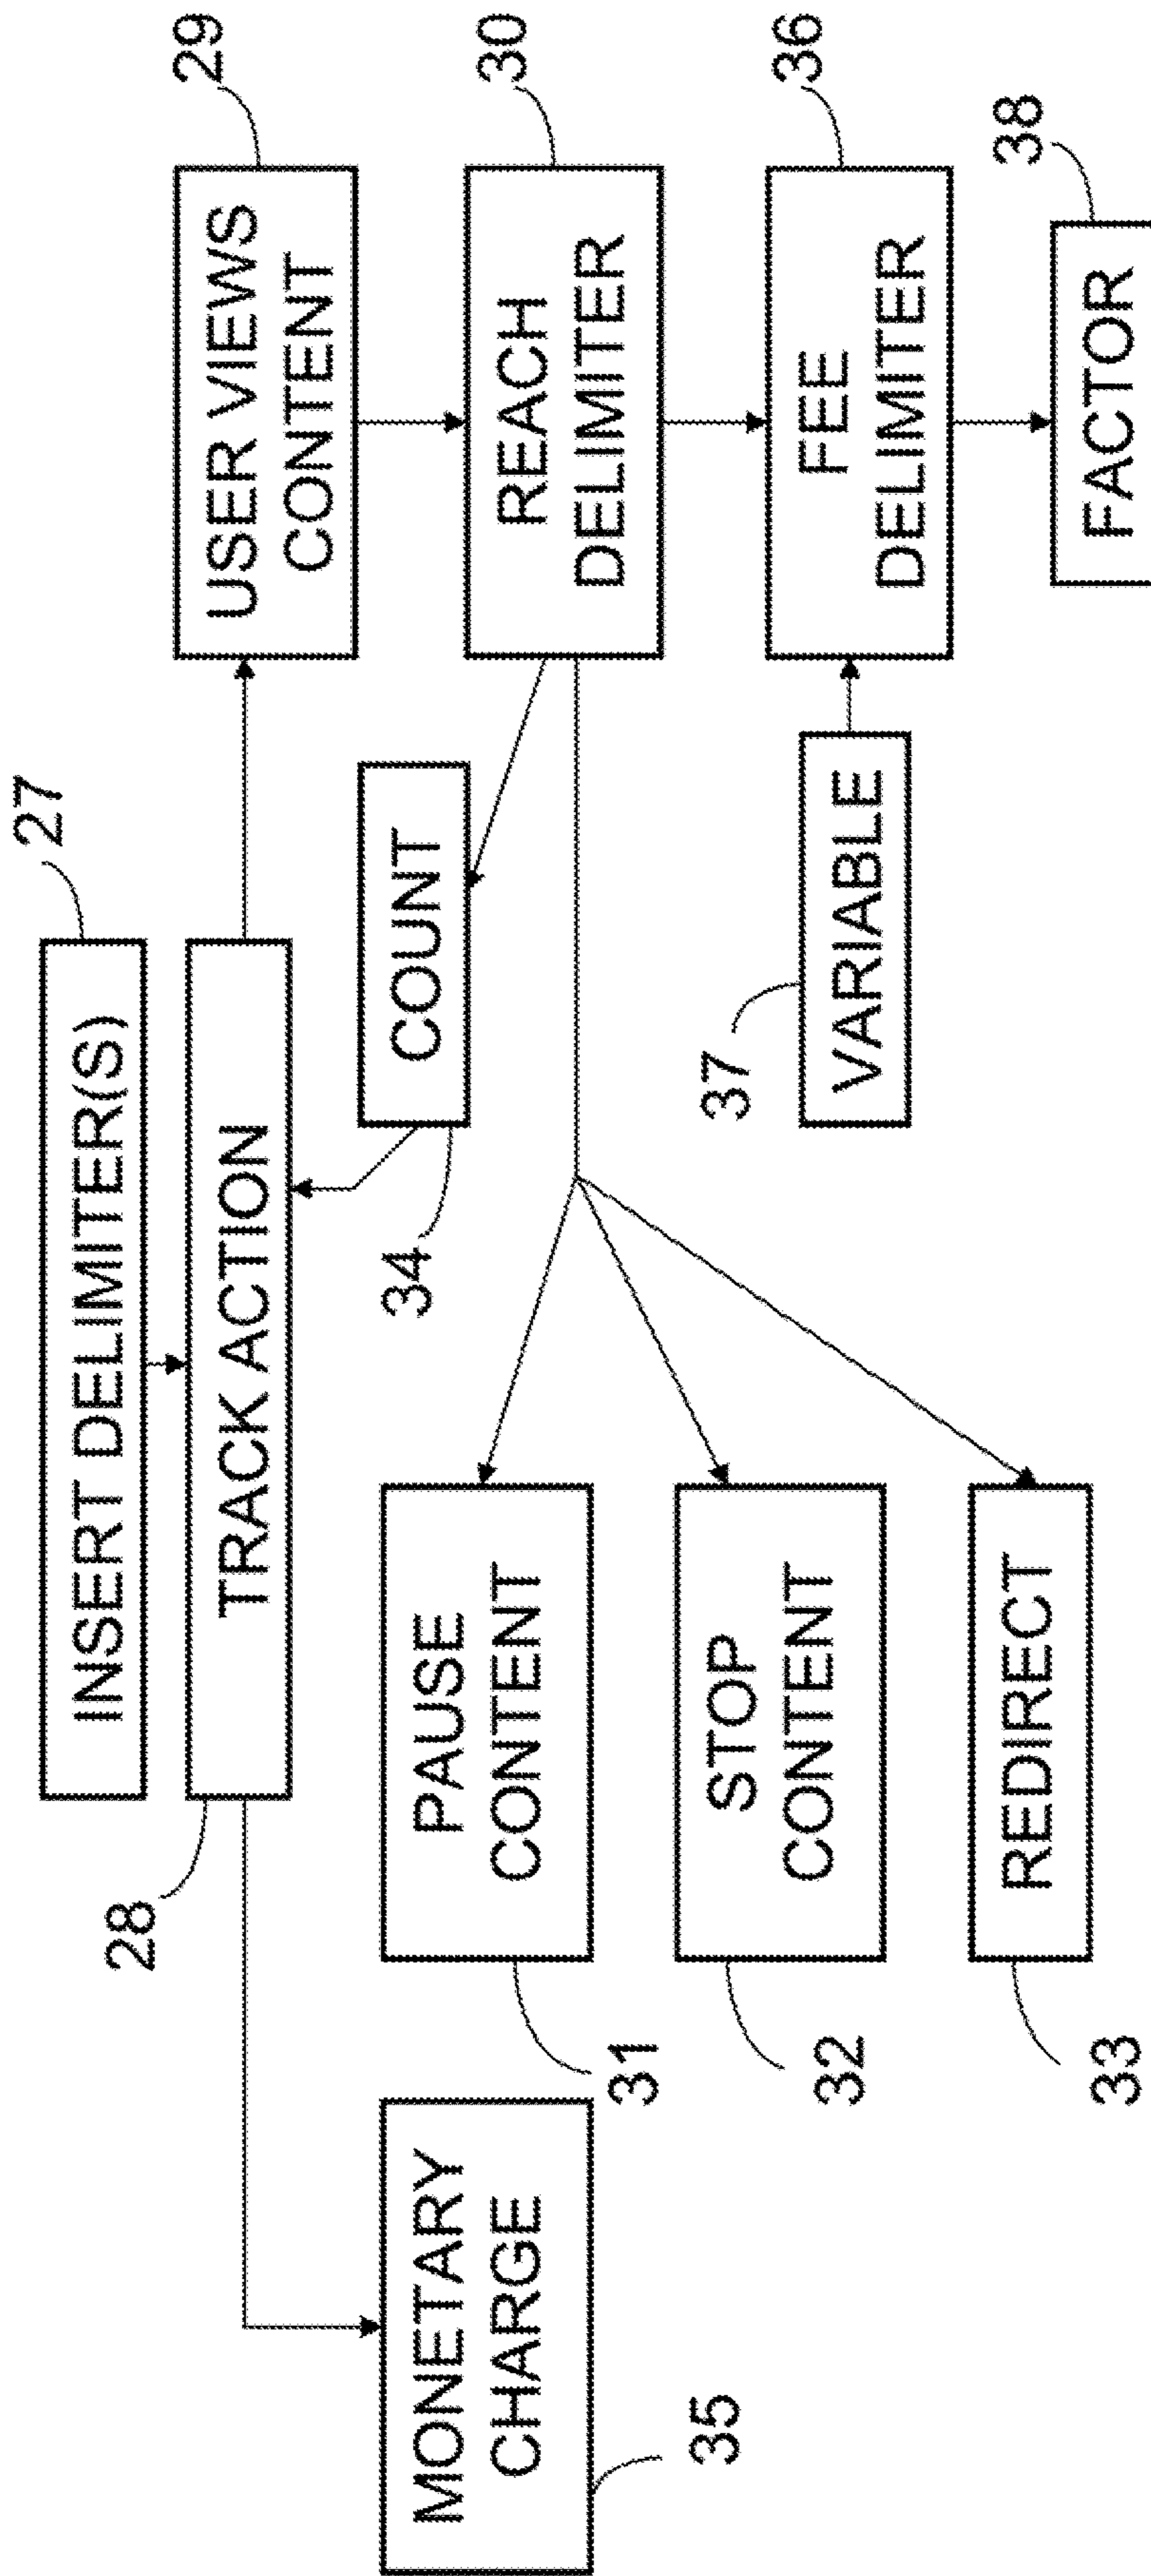 27
INSERT DELIMITER(S)
28
TRACK ACTION
29
USER VIEWS
CONTENT
35
MONETARY
CHARGE
31
PAUSE
CONTENT
34
COUNT
30
REACH
DELIMITER
32
STOP
CONTENT
37
VARIABLE
36
FEE
DELIMITER
33
REDIRECT
38
FACTOR